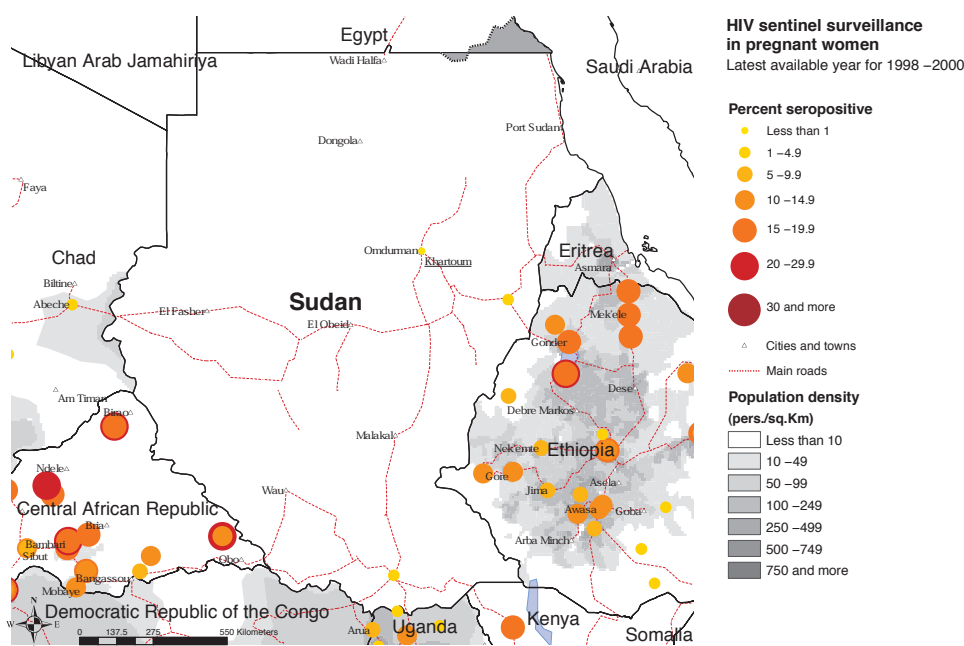 Egypt
Libyan Arab Jamahiriya
Wadi Halfa
Saudi Arabia
Port Sudan
Dongola
Faya
Chad
Omdurman
Khartoum
Eritrea
Asmara
Biltine
Abeche
Sudan
El Fasher
El Obeid
Mek'ele
Gonder
Am Timan
Birao
Dese
Debre Markos
Malakal
Nek'emte
Ethiopia
Ndele
Gore
Jima
Asela
Wau
Central African Republic
Awasa
Goba
Bria
Bambari
Sibut
Arba Minch
Obo
Bangassou
Mobaye
Democratic Republic of the Congo
Arua
Uganda
Kenya
Somalia
N
W
E
S
0 137.5 275 550 Kilometers
HIV sentinel surveillance
in pregnant women
Latest available year for 1998 –2000
Percent seropositive
Less than 1
1 –4.9
5 –9.9
10 –14.9
15 –19.9
20 –29.9
30 and more
Cities and towns
Main roads
Population density
(pers./sq.Km)
Less than 10
10 –49
50 –99
100 –249
250 –499
500 –749
750 and more